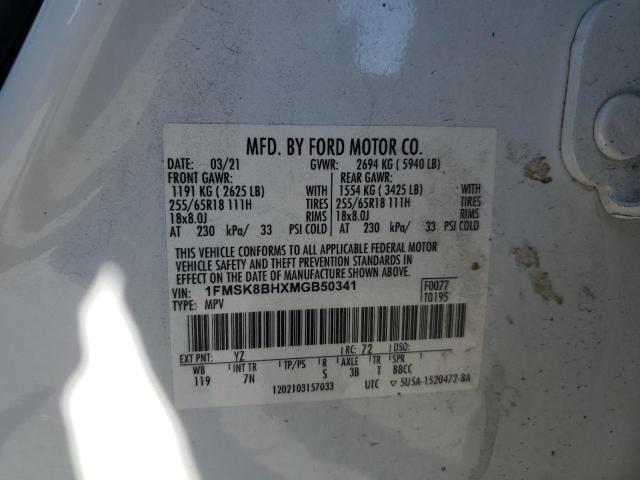 MFD. BY FORD MOTOR CO.
DATE: 03/21 GVWR: 2694 KG ( 5940 LB)
FRONT GAWR: REAR GAWR:
1191 KG ( 2625 LB) WITH 1554 KG ( 3425 LB) WITH
255/65R18 111H TIRES 255/65R18 111H TIRES
18x8.0J RIMS 18x8.0J RIMS
AT 230 kPa/ 33 PSI COLD AT 230 kPa/ 33 PSI COLD
THIS VEHICLE CONFORMS TO ALL APPLICABLE FEDERAL MOTOR
VEHICLE SAFETY AND THEFT PREVENTION STANDARDS IN
EFFECT ON THE DATE OF MANUFACTURE SHOWN ABOVE.
VIN: 1FMSK8BHXMGB50341 F0077
TYPE: MPV T0195
EXT PNT: YZ RC: 72 DSO:
WB INT TR TP/PS R AXLE TR SPR
119 7N S 3B T BBCC
1202103157033 UTC ▽ 5U5A-1520472-BA